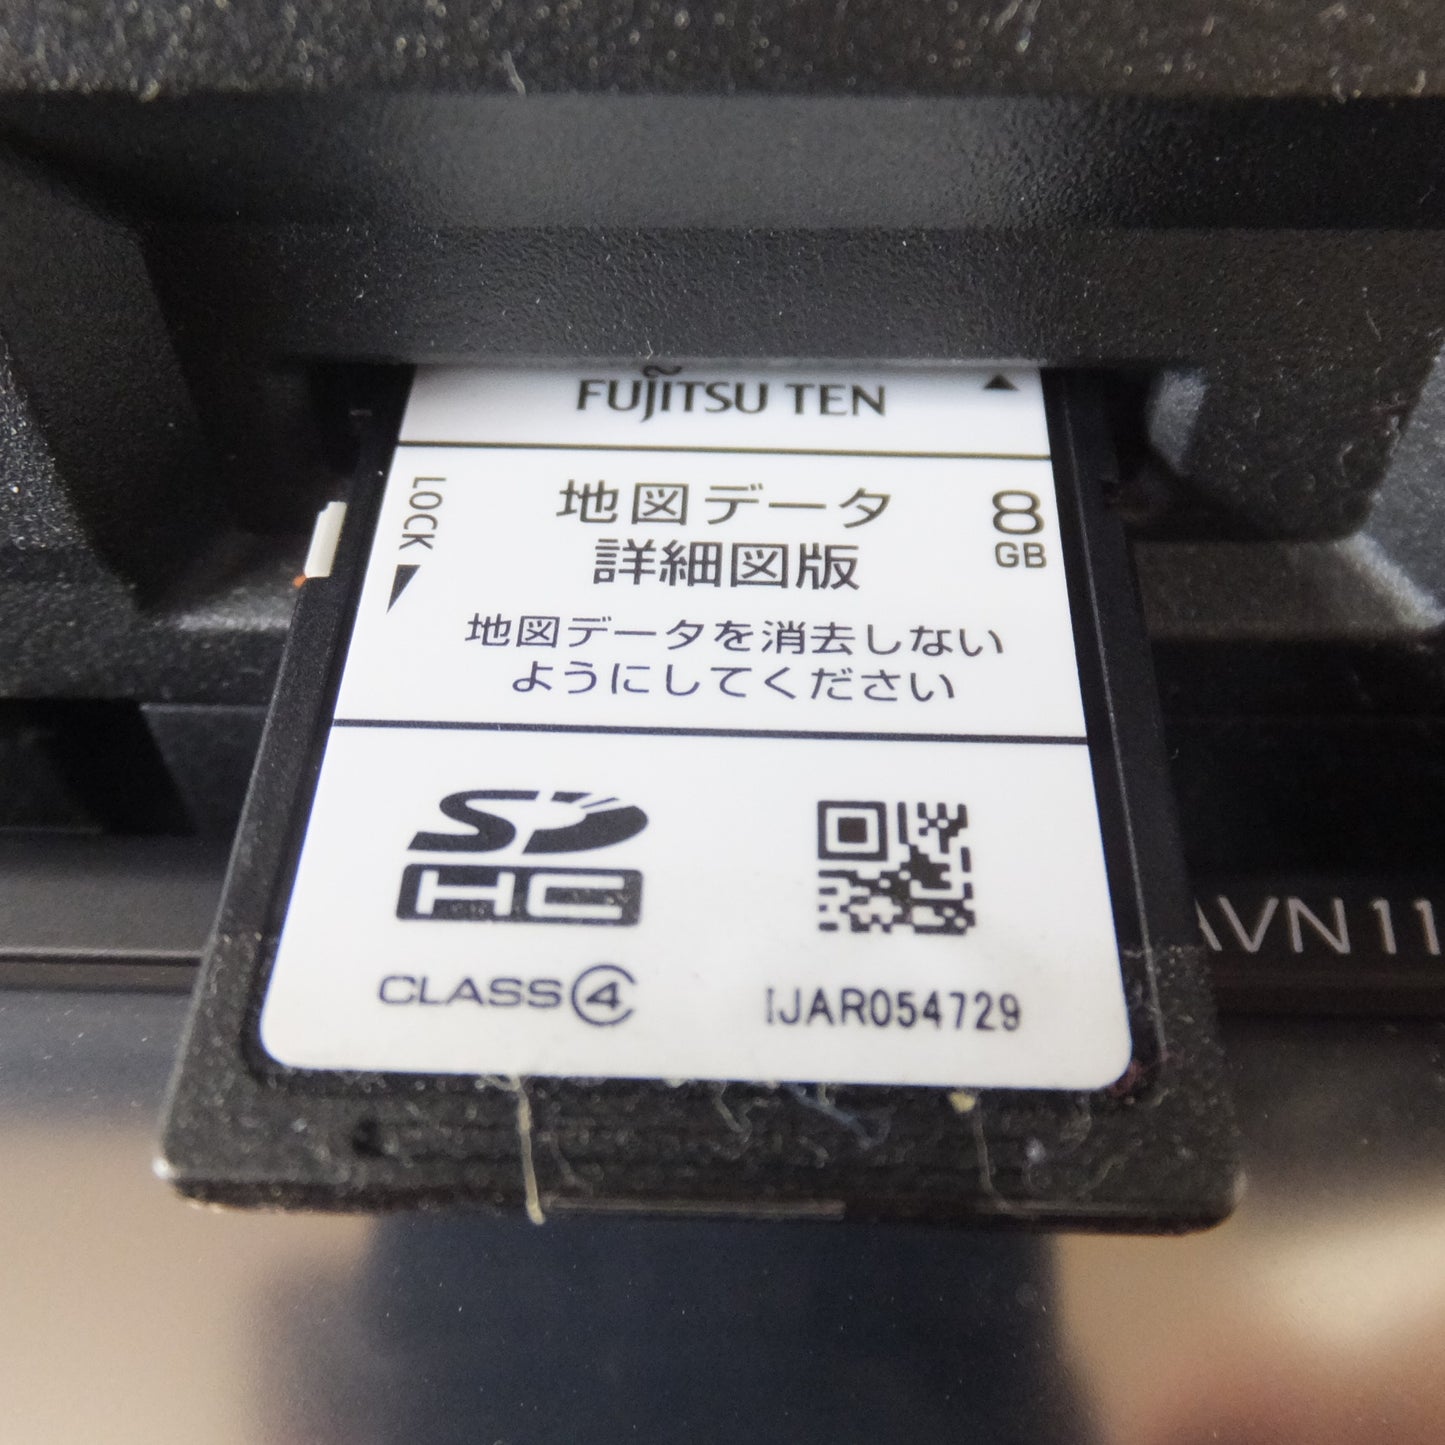 FUJITSU TEN
LOCK
地図データ
詳細図版
8
GB
地図データを消去しない
ようにしてください
SD
HC
CLASS 4
IJAR054729
AVN11